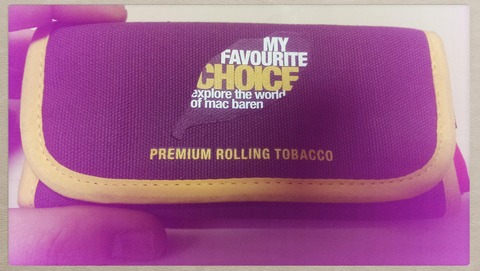 MY
FAVOURITE
CHOICE
explore the world
of mac baren
PREMIUM ROLLING TOBACCO